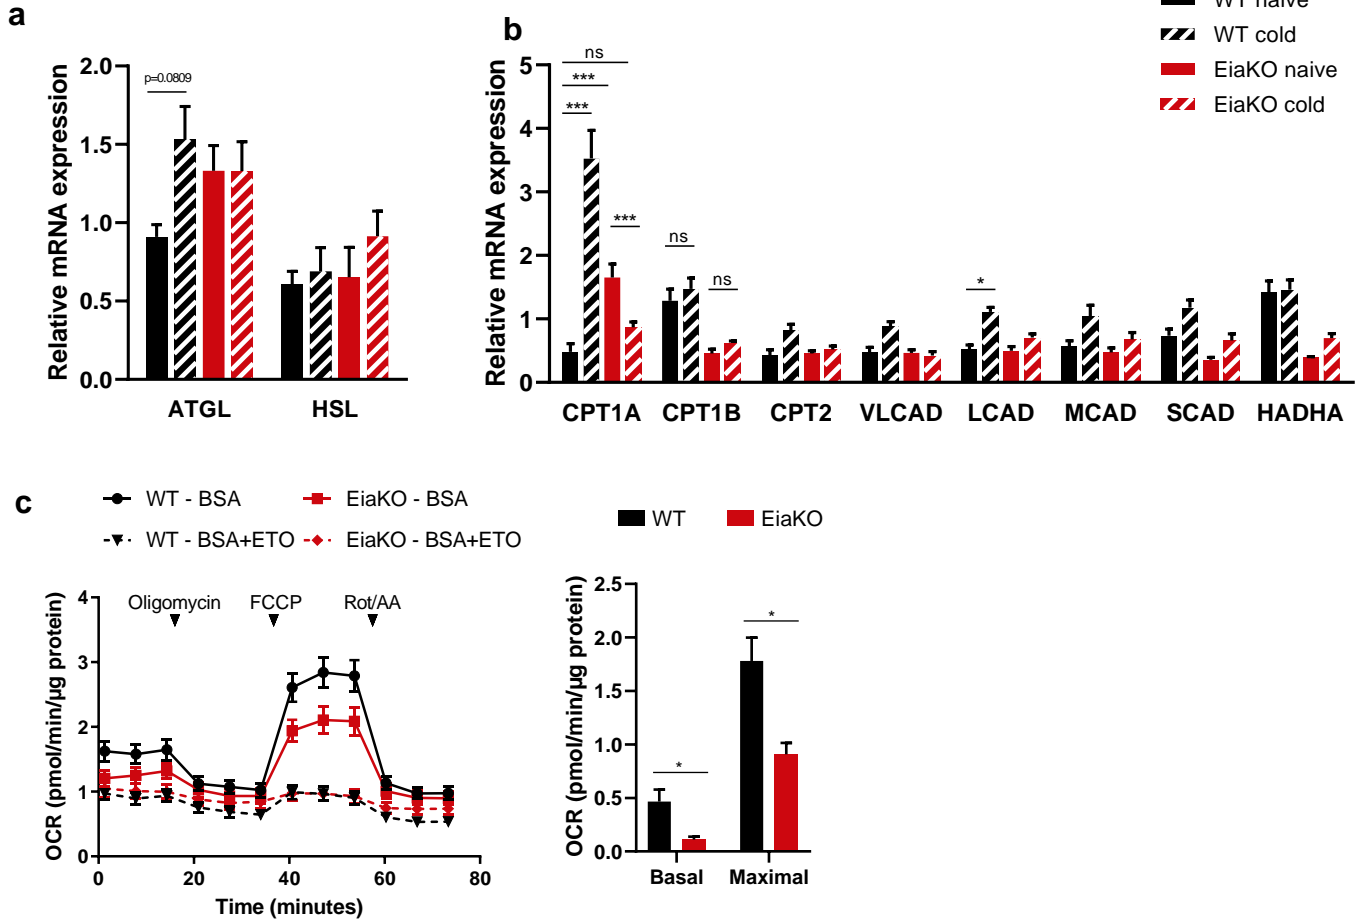 a
b
WT naive
WT cold
EiaKO naive
EiaKO cold
Relative mRNA expression
2.0
1.5
1.0
0.5
0.0
p=0.0809
ATGL HSL
Relative mRNA expression
5
4
3
2
1
0
ns
***
***
***
ns
ns
*
CPT1A CPT1B CPT2 VLCAD LCAD MCAD SCAD HADHA
c
WT - BSA EiaKO - BSA
WT - BSA+ETO EiaKO - BSA+ETO
OCR (pmol/min/µg protein)
4
3
2
1
0
Oligomycin FCCP Rot/AA
0 20 40 60 80
Time (minutes)
WT EiaKO
OCR (pmol/min/µg protein)
2.5
2.0
1.5
1.0
0.5
0.0
*
*
Basal Maximal